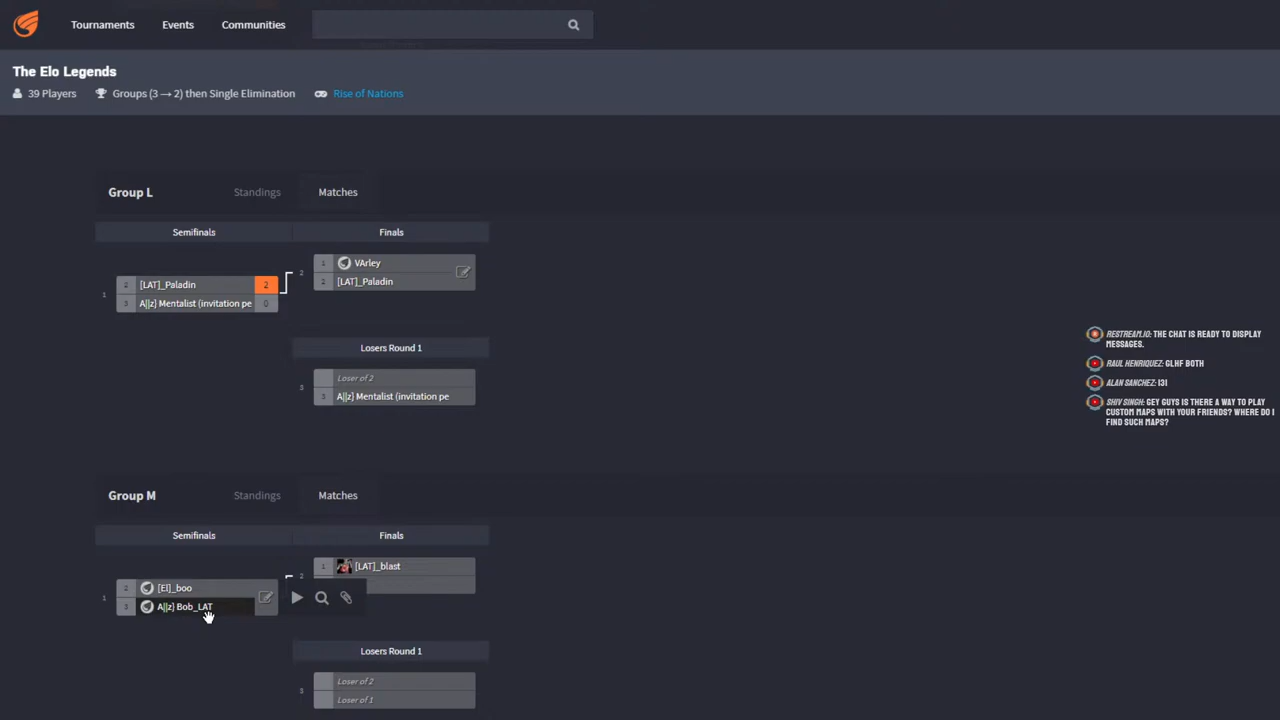 Tournaments Events Communities
The Elo Legends
39 Players Groups (3 → 2) then Single Elimination Rise of Nations
Group L Standings Matches
Semifinals Finals
1 VArley
2
2 [LAT]_Paladin
2 [LAT]_Paladin 2
1
3 A||z} Mentalist (invitation pe 0
Losers Round 1
Loser of 2
3
3 A||z} Mentalist (invitation pe
RESTREAM.IO: THE CHAT IS READY TO DISPLAY
MESSAGES.
RAUL HENRIQUEZ: GLHF BOTH
ALAN SANCHEZ: 131
SHIV SINGH: GEY GUYS IS THERE A WAY TO PLAY
CUSTOM MAPS WITH YOUR FRIENDS? WHERE DO I
FIND SUCH MAPS?
Group M Standings Matches
Semifinals Finals
1 [LAT]_blast
2
2 [El]_boo
1
3 A||z} Bob_LAT
Losers Round 1
Loser of 2
3
Loser of 1